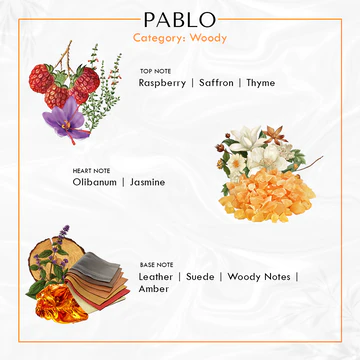 PABLO
Category: Woody
TOP NOTE
Raspberry | Saffron | Thyme
HEART NOTE
Olibanum | Jasmine
BASE NOTE
Leather | Suede | Woody Notes |
Amber